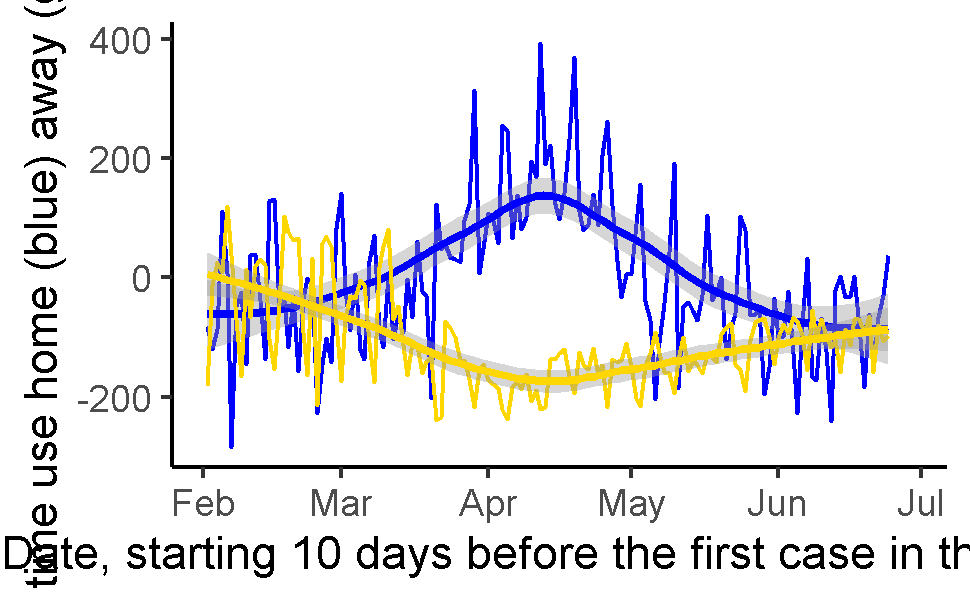 time use home (blue) away (
400
200
0
-200
Feb Mar Apr May Jun Jul
Date, starting 10 days before the first case in th